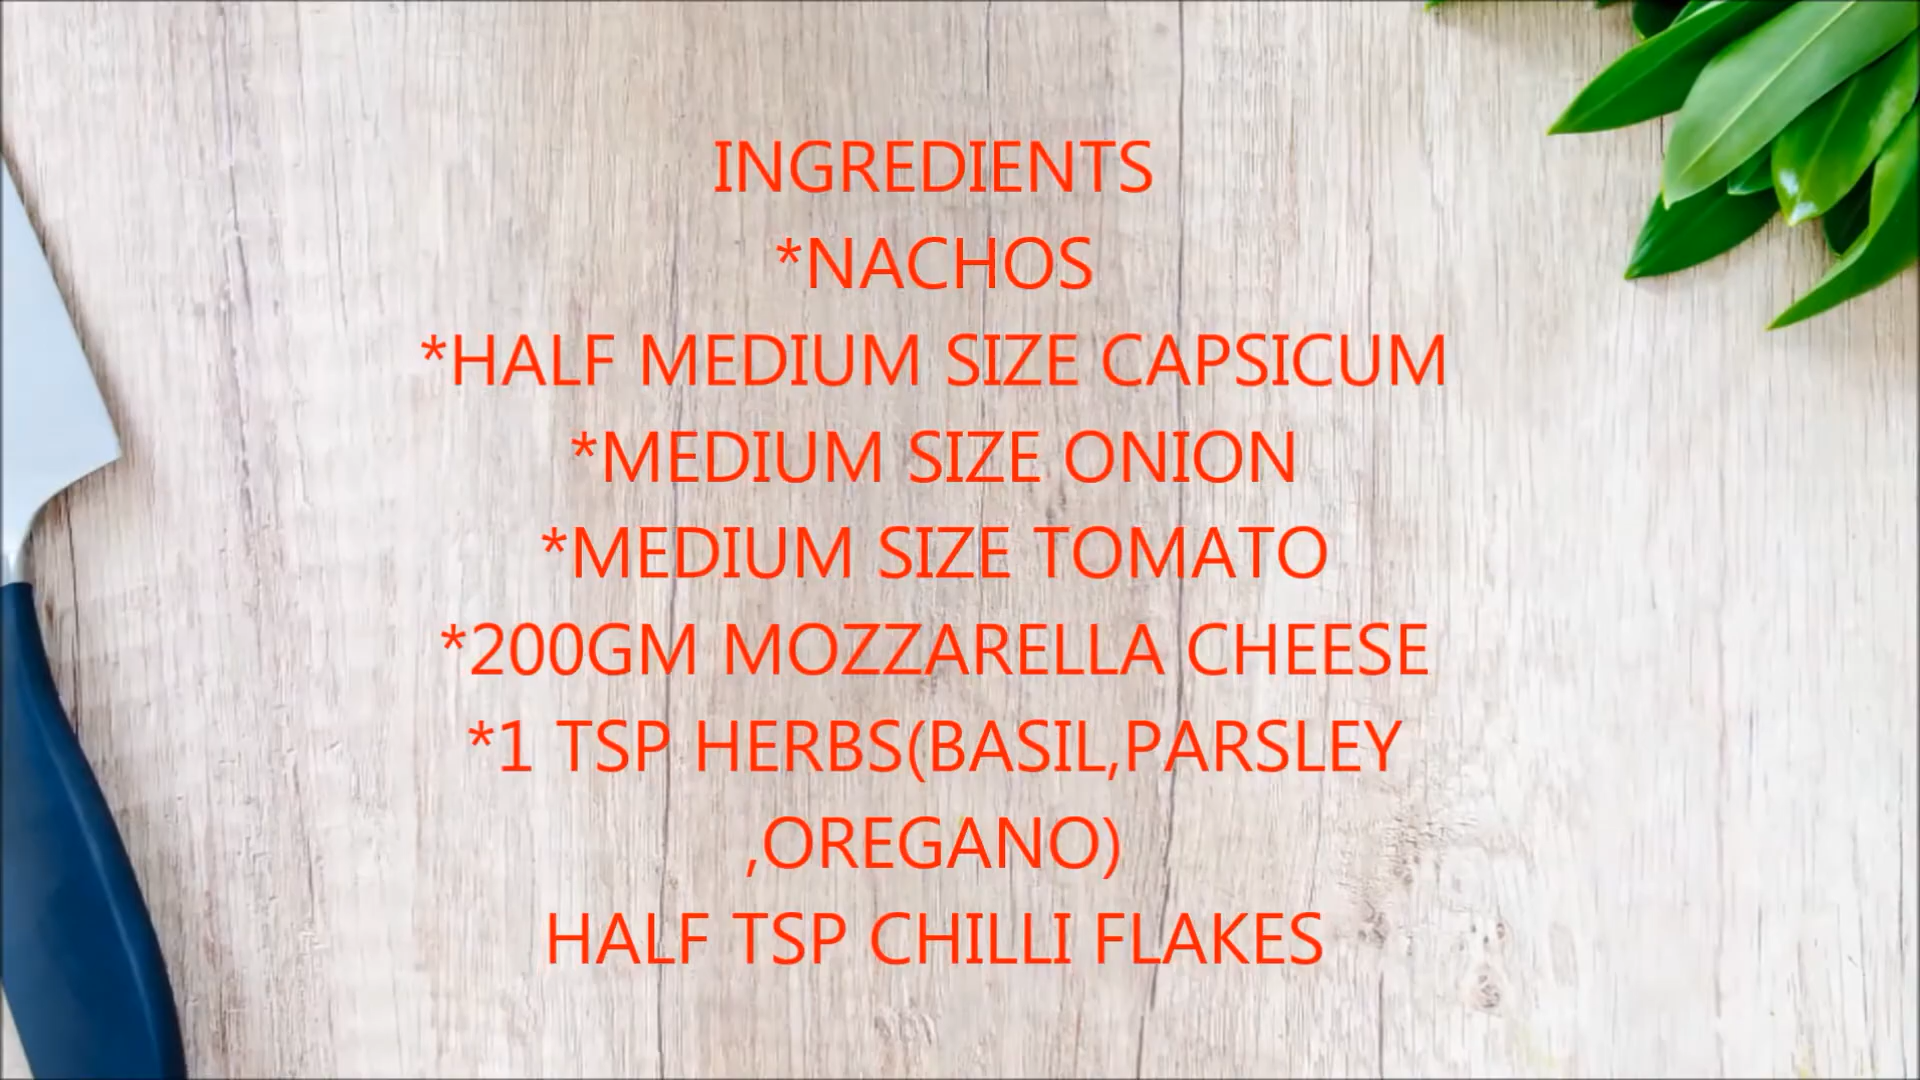 INGREDIENTS
*NACHOS
*HALF MEDIUM SIZE CAPSICUM
*MEDIUM SIZE ONION
*MEDIUM SIZE TOMATO
*200GM MOZZARELLA CHEESE
*1 TSP HERBS(BASIL,PARSLEY
,OREGANO)
HALF TSP CHILLI FLAKES